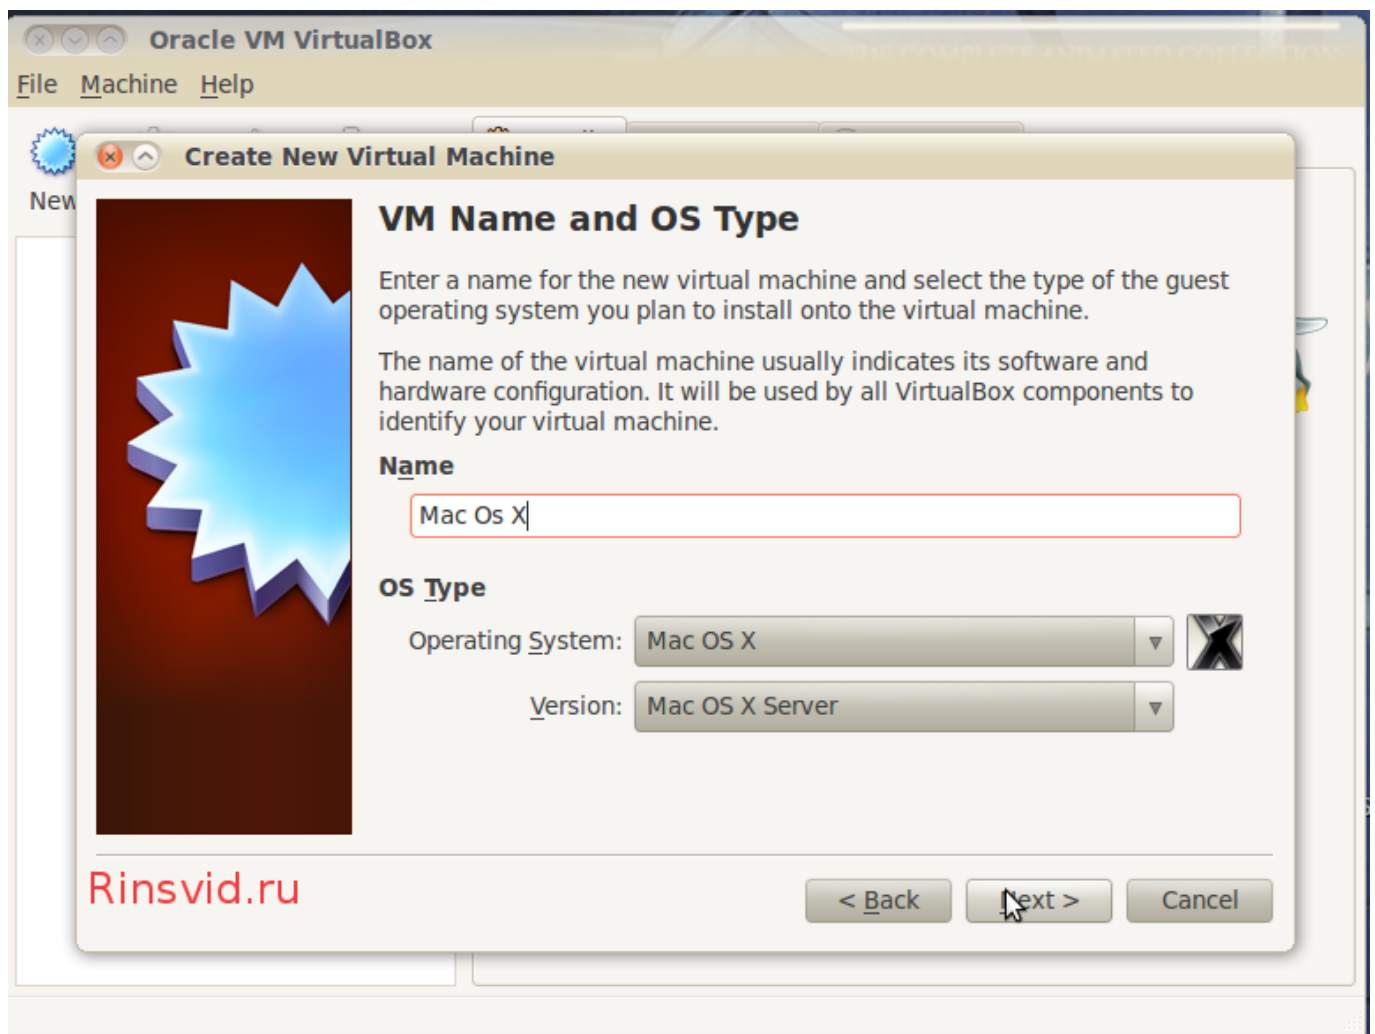 Oracle VM VirtualBox
THE COMPLETE ANIMATED COLLECTION
File Machine Help
New
Create New Virtual Machine
VM Name and OS Type
Enter a name for the new virtual machine and select the type of the guest
operating system you plan to install onto the virtual machine.
The name of the virtual machine usually indicates its software and
hardware configuration. It will be used by all VirtualBox components to
identify your virtual machine.
Name
Mac Os X
OS Type
Operating System: Mac OS X
Version: Mac OS X Server
Rinsvid.ru
< Back Next > Cancel